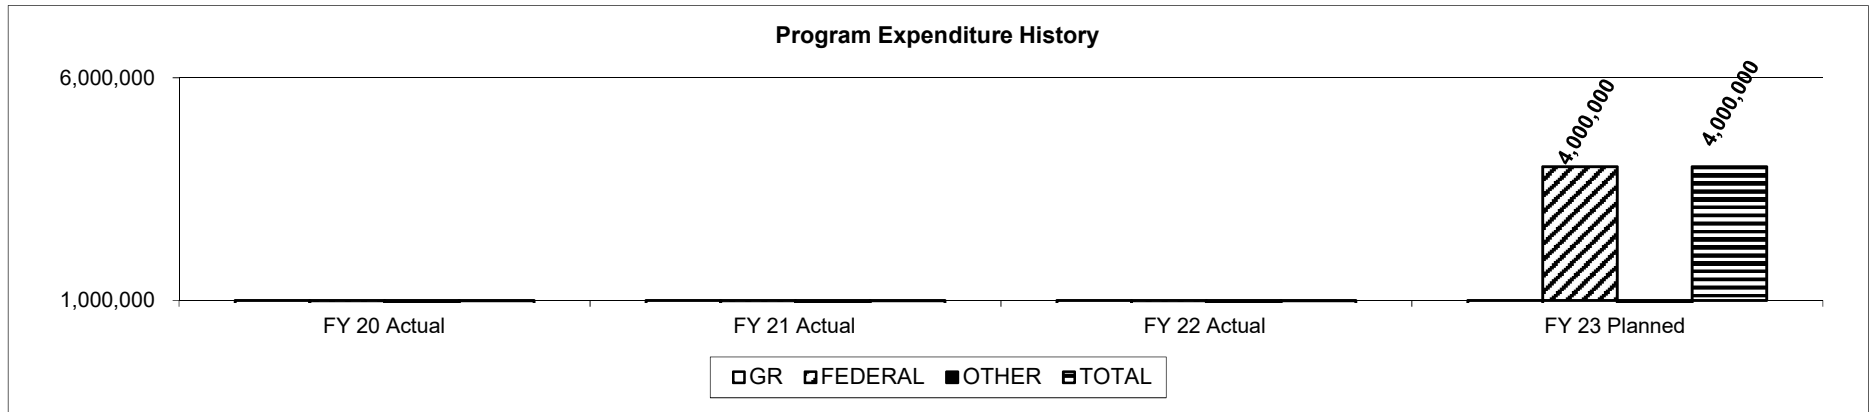 Program Expenditure History
6,000,000
4,000,000
4,000,000
1,000,000
FY 20 Actual
FY 21 Actual
FY 22 Actual
FY 23 Planned
GR FEDERAL OTHER TOTAL